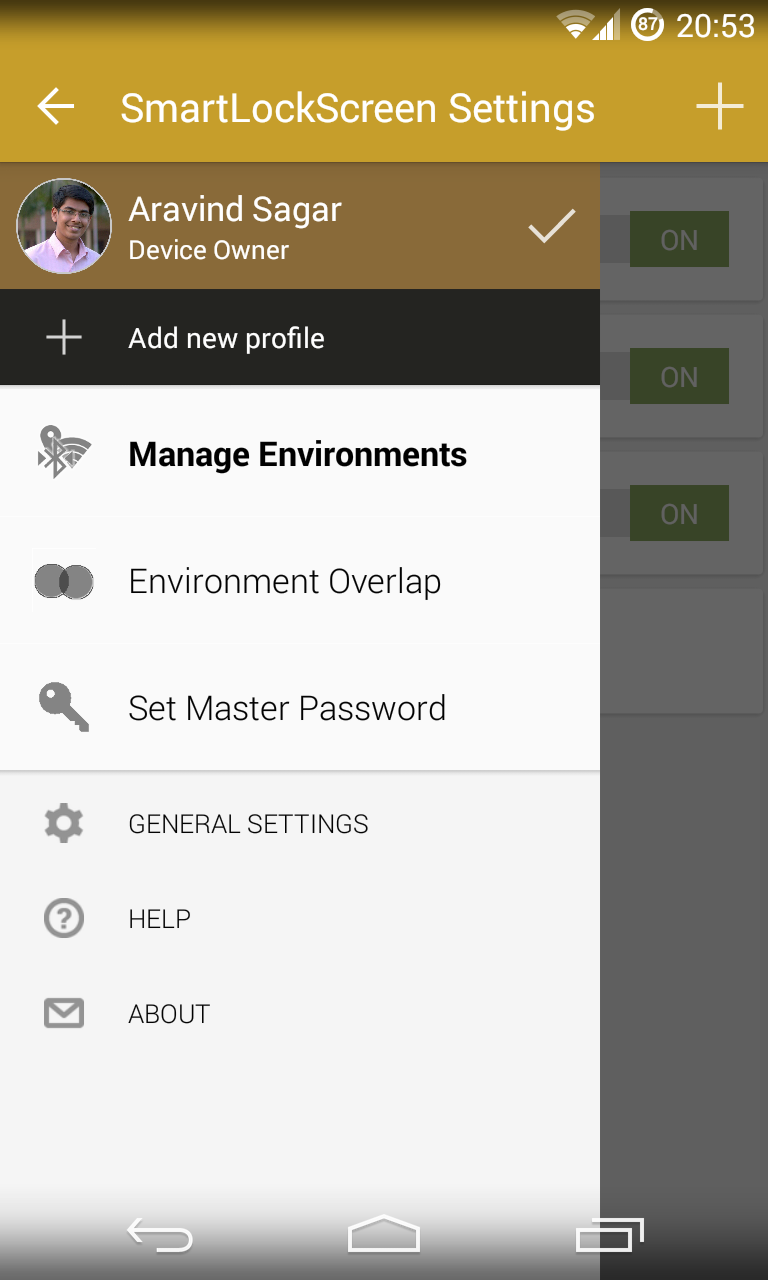 87 20:53
SmartLockScreen Settings
Aravind Sagar
Device Owner
ON
Add new profile
ON
Manage Environments
ON
Environment Overlap
Set Master Password
GENERAL SETTINGS
HELP
ABOUT